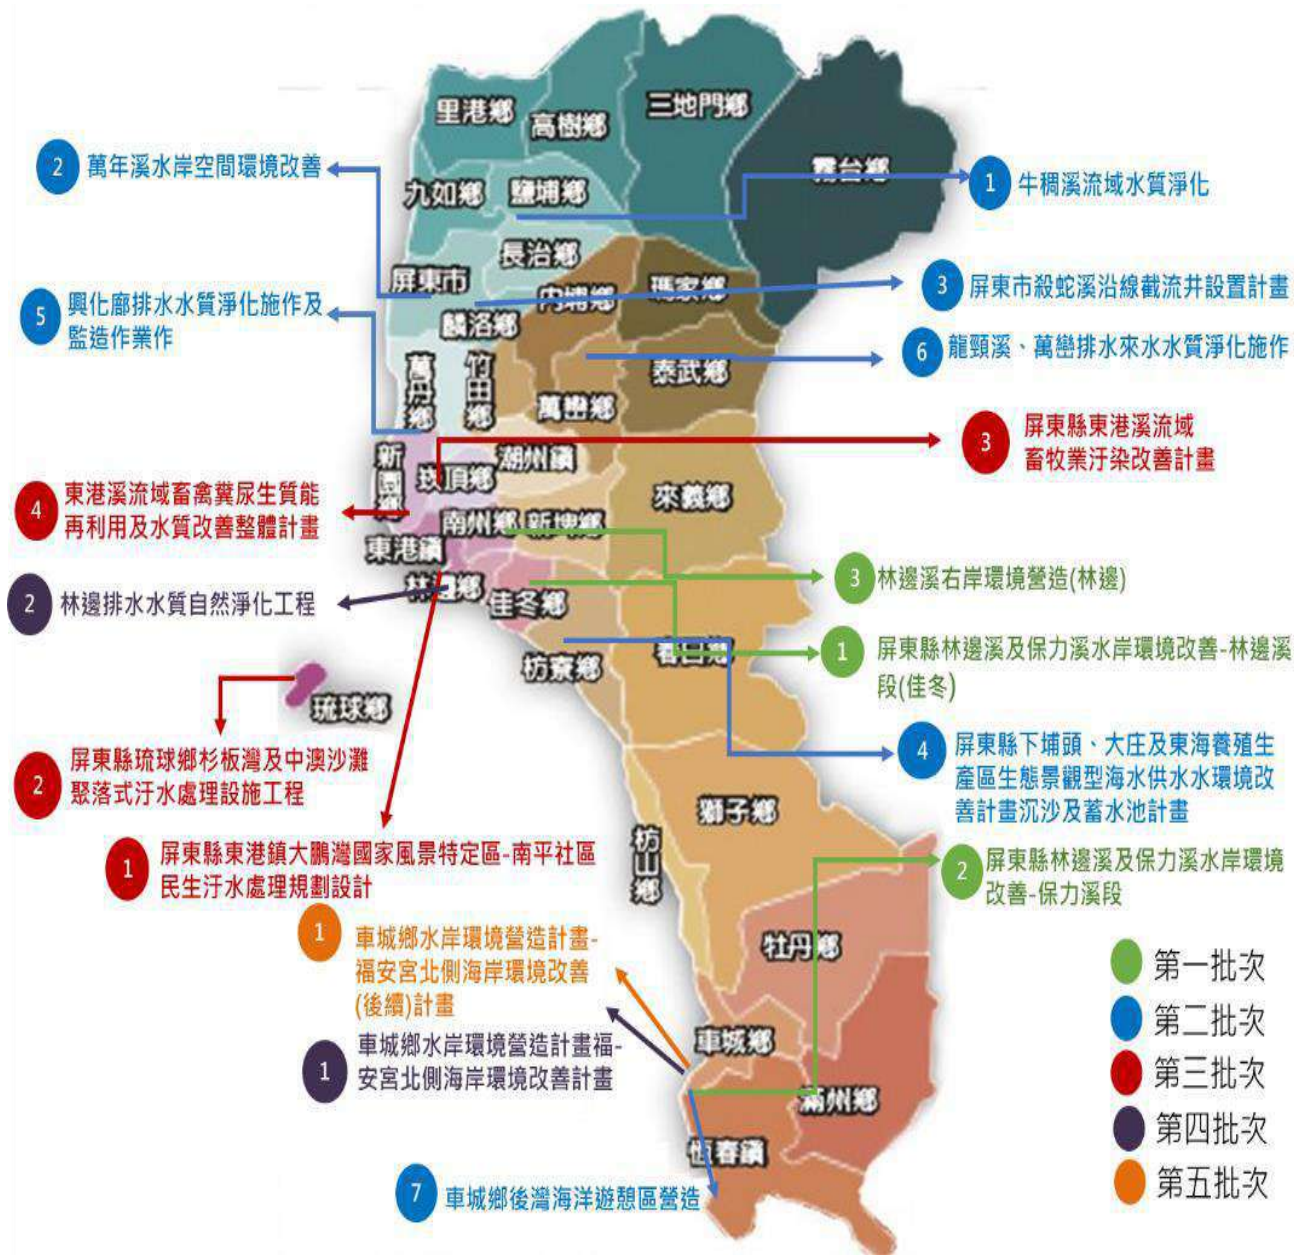 里港鄉
高樹鄉
三地門鄉
霧台鄉
2 萬年溪水岸空間環境改善
1 牛稠溪流域水質淨化
九如鄉
鹽埔鄉
長治鄉
屏東市
內埔鄉
瑪家鄉
3 屏東市殺蛇溪沿線截流井設置計畫
5 興化廍排水水質淨化施作及
監造作業作
麟洛鄉
6 龍頸溪、萬巒排水來水水質淨化施作
萬丹鄉
竹田鄉
泰武鄉
萬巒鄉
3 屏東縣東港溪流域
畜牧業汙染改善計畫
新園鄉
崁頂鄉
潮州鎮
來義鄉
4 東港溪流域畜禽糞尿生質能
再利用及水質改善整體計畫
南州鄉
新埤鄉
東港鎮
3 林邊溪右岸環境營造(林邊)
2 林邊排水水質自然淨化工程
林邊鄉
佳冬鄉
1 屏東縣林邊溪及保力溪水岸環境改善-林邊溪
段(佳冬)
春日鄉
枋寮鄉
琉球鄉
2 屏東縣琉球鄉杉板灣及中澳沙灘
聚落式汙水處理設施工程
4 屏東縣下埔頭、大庄及東海養殖生
產區生態景觀型海水供水水環境改
善計畫沉沙及蓄水池計畫
獅子鄉
枋山鄉
1 屏東縣東港鎮大鵬灣國家風景特定區-南平社區
民生汙水處理規劃設計
2 屏東縣林邊溪及保力溪水岸環境
改善-保力溪段
1 車城鄉水岸環境營造計畫-
福安宮北側海岸環境改善
(後續)計畫
牡丹鄉
1 車城鄉水岸環境營造計畫福-
安宮北側海岸環境改善計畫
車城鄉
滿州鄉
恆春鎮
7 車城鄉後灣海洋遊憩區營造
第一批次
第二批次
第三批次
第四批次
第五批次